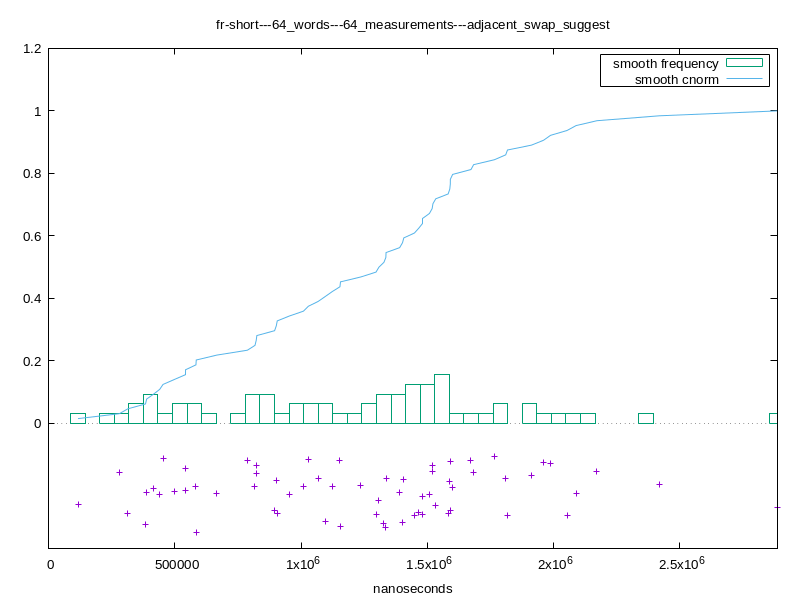 fr-short---64_words---64_measurements---adjacent_swap_suggest
smooth frequency
smooth cnorm
1.2
1
0.8
0.6
0.4
0.2
0
0 500000 1x10^6 1.5x10^6 2x10^6 2.5x10^6
nanoseconds